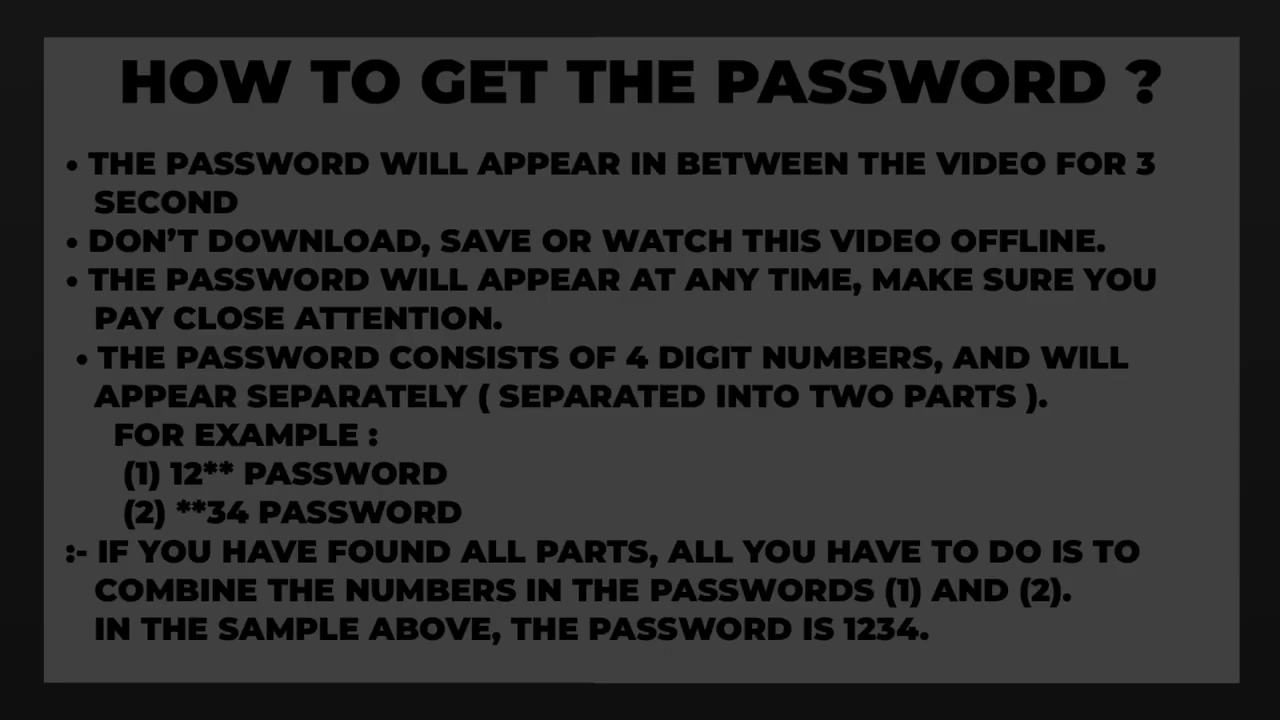 HOW TO GET THE PASSWORD ?
• THE PASSWORD WILL APPEAR IN BETWEEN THE VIDEO FOR 3
SECOND
• DON’T DOWNLOAD, SAVE OR WATCH THIS VIDEO OFFLINE.
• THE PASSWORD WILL APPEAR AT ANY TIME, MAKE SURE YOU
PAY CLOSE ATTENTION.
• THE PASSWORD CONSISTS OF 4 DIGIT NUMBERS, AND WILL
APPEAR SEPARATELY ( SEPARATED INTO TWO PARTS ).
FOR EXAMPLE :
(1) 12** PASSWORD
(2) **34 PASSWORD
:- IF YOU HAVE FOUND ALL PARTS, ALL YOU HAVE TO DO IS TO
COMBINE THE NUMBERS IN THE PASSWORDS (1) AND (2).
IN THE SAMPLE ABOVE, THE PASSWORD IS 1234.